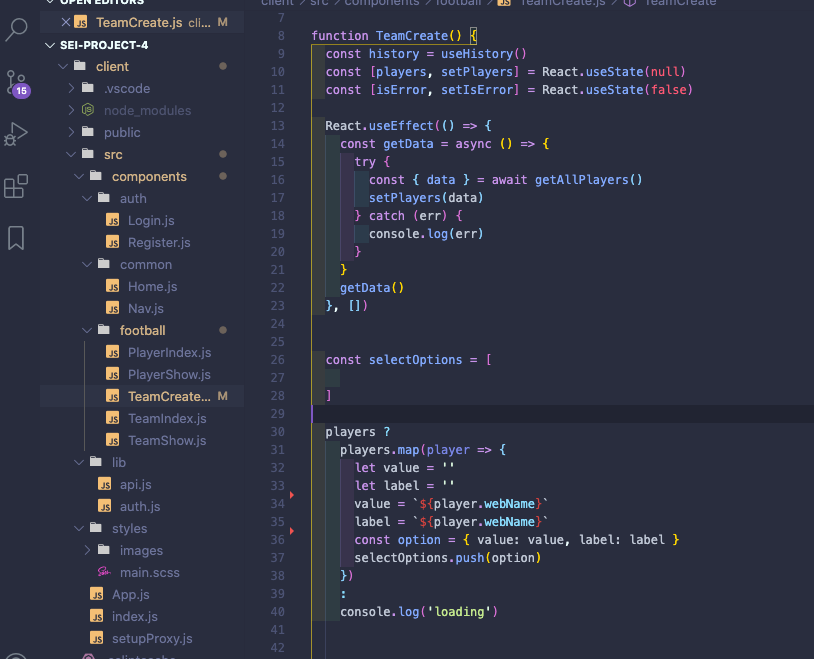 OPEN EDITORS
TeamCreate.js cli... M
15
SEI-PROJECT-4
client
.vscode
node_modules
public
src
components
auth
JS Login.js
JS Register.js
common
JS Home.js
JS Nav.js
football
JS PlayerIndex.js
JS PlayerShow.js
JS TeamCreate... M
JS TeamIndex.js
JS TeamShow.js
lib
JS api.js
JS auth.js
styles
images
main.scss
JS App.js
JS index.js
JS setupProxy.js
client > src > components > football > JS TeamCreate.js > TeamCreate
7
8 function TeamCreate() {
9 const history = useHistory()
10 const [players, setPlayers] = React.useState(null)
11 const [isError, setIsError] = React.useState(false)
12
13 React.useEffect(() => {
14 const getData = async () => {
15 try {
16 const { data } = await getAllPlayers()
17 setPlayers(data)
18 } catch (err) {
19 console.log(err)
20 }
21 }
22 getData()
23 }, [])
24
25
26 const selectOptions = [
27
28 ]
29
30 players ?
31 players.map(player => {
32 let value = ''
33 let label = ''
34 value = `${player.webName}`
35 label = `${player.webName}`
36 const option = { value: value, label: label }
37 selectOptions.push(option)
38 })
39 :
40 console.log('loading')
41
42